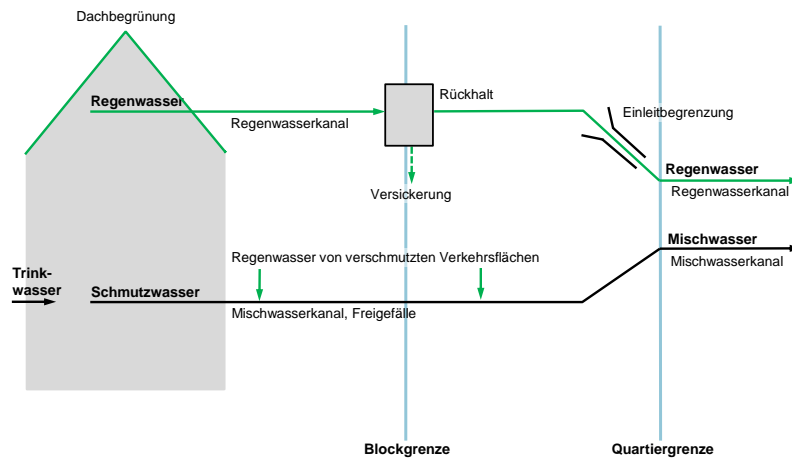 Dachbegrünung
Regenwasser
Regenwasserkanal
Rückhalt
Einleitbegrenzung
Versickerung
Regenwasser
Regenwasserkanal
Mischwasser
Mischwasserkanal
Regenwasser von verschmutzten Verkehrsflächen
Trink-
wasser
Schmutzwasser
Mischwasserkanal, Freigefälle
Blockgrenze
Quartiergrenze